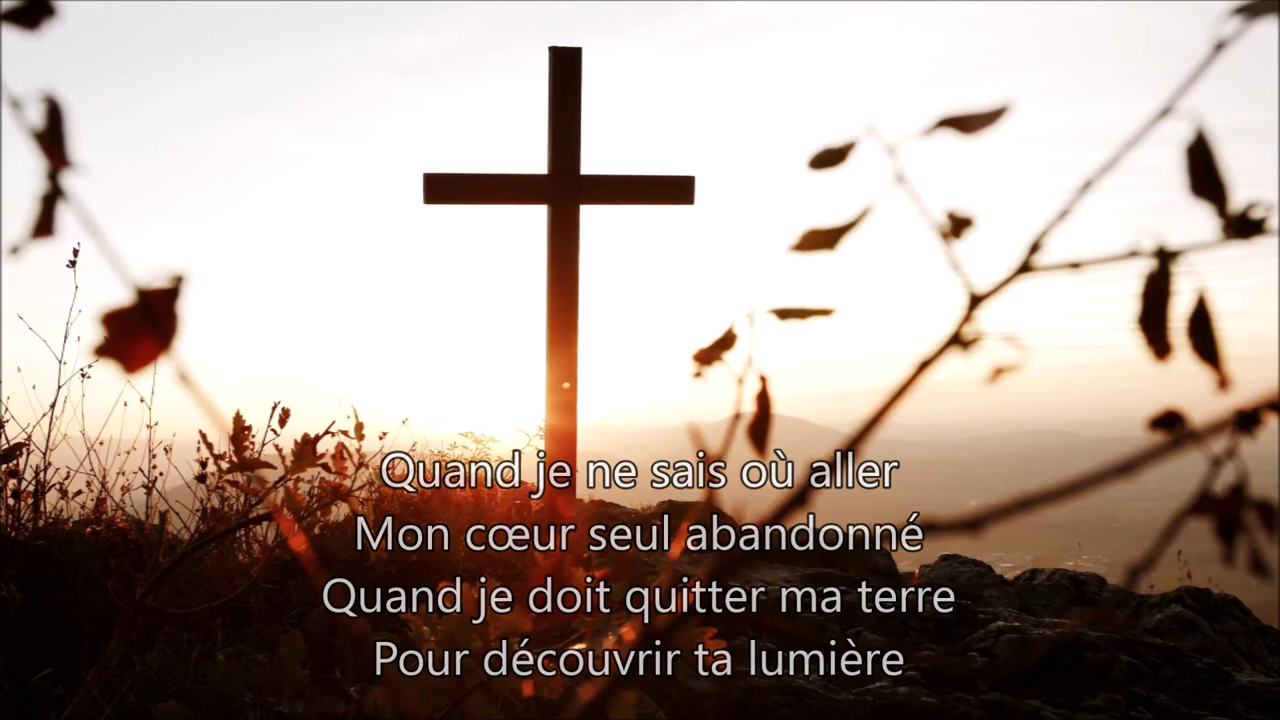 Quand je ne sais où aller
Mon cœur seul abandonné
Quand je doit quitter ma terre
Pour découvrir ta lumière